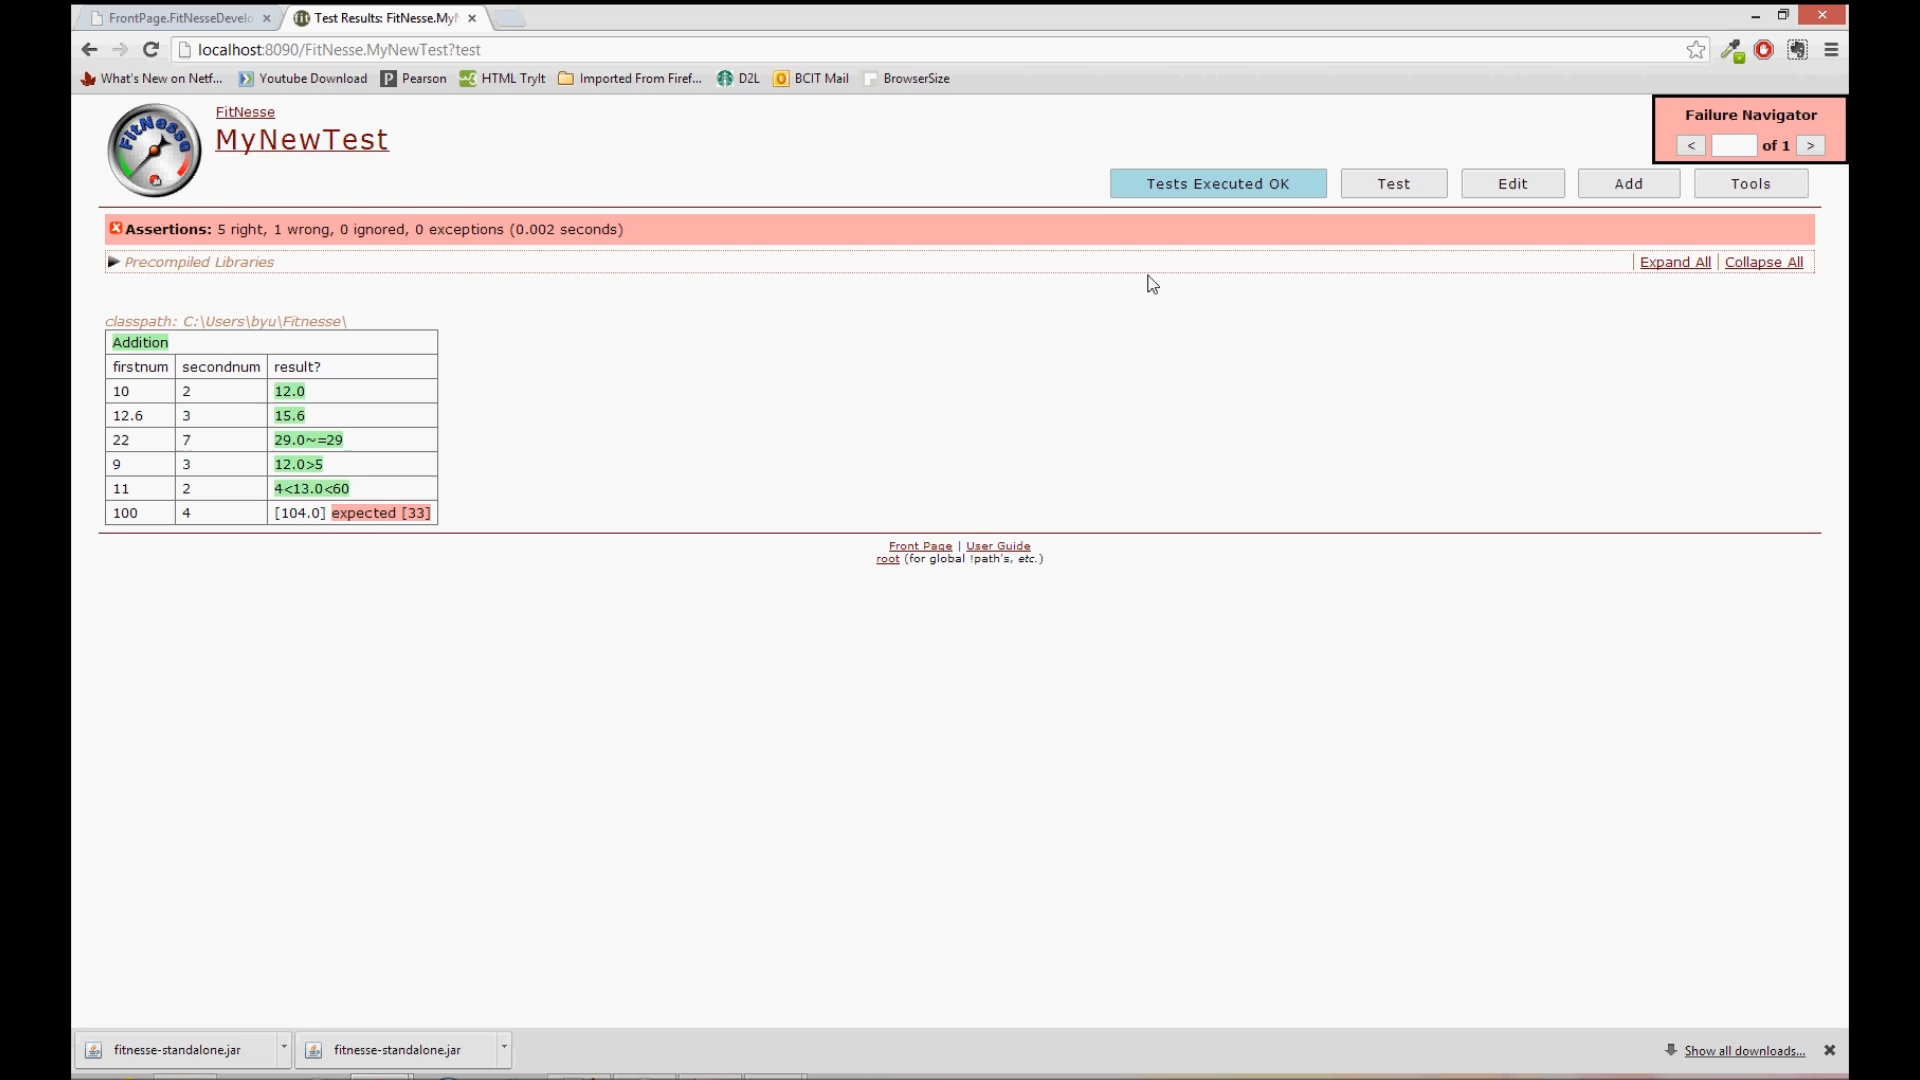 FrontPage.FitNesseDevelo
Test Results: FitNesse.My
localhost:8090/FitNesse.MyNewTest?test
What's New on Netf... Youtube Download Pearson HTML TryIt Imported From Firef... D2L BCIT Mail BrowserSize
FitNesse
FitNesse
MyNewTest
Failure Navigator
< of 1 >
Tests Executed OK Test Edit Add Tools
Assertions: 5 right, 1 wrong, 0 ignored, 0 exceptions (0.002 seconds)
Precompiled Libraries Expand All Collapse All
classpath: C:\Users\byu\Fitnesse\
Addition
firstnum secondnum result?
10 2 12.0
12.6 3 15.6
22 7 29.0~=29
9 3 12.0>5
11 2 4<13.0<60
100 4 [104.0] expected [33]
Front Page | User Guide
root (for global !path's, etc.)
fitnesse-standalone.jar fitnesse-standalone.jar Show all downloads...